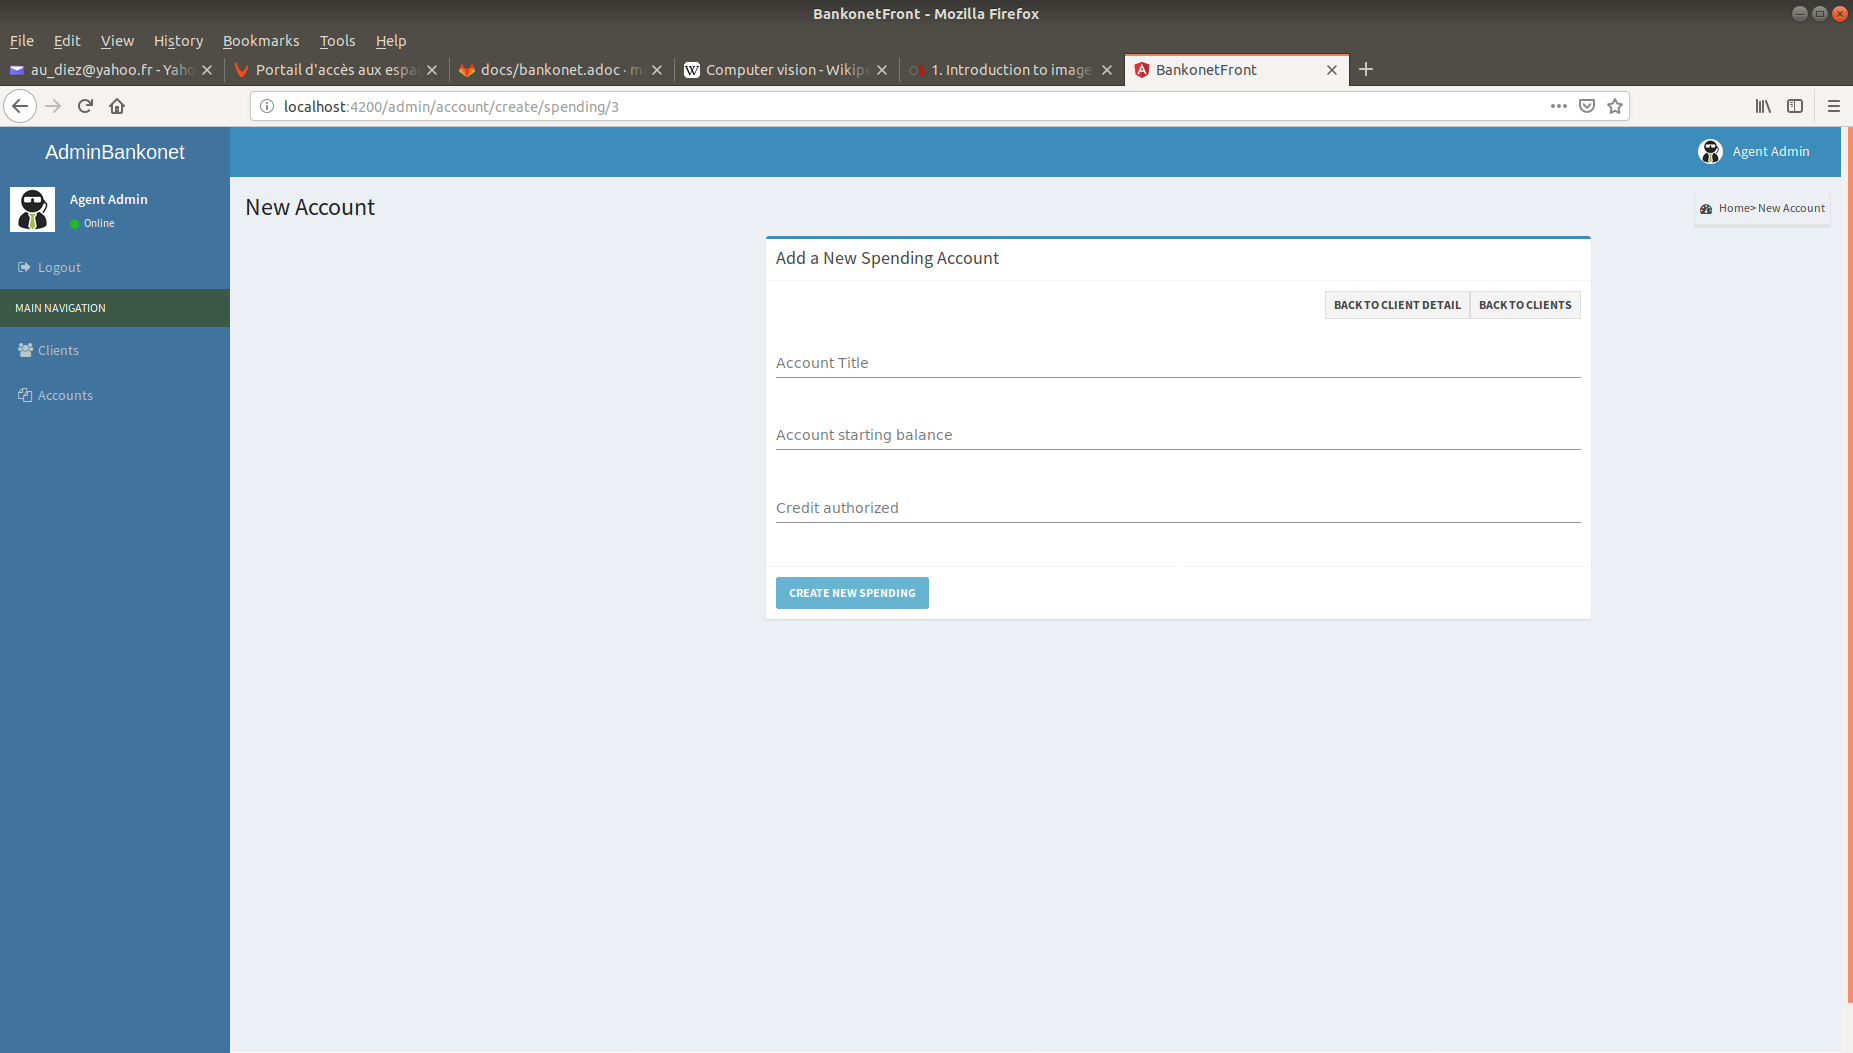 BankonetFront - Mozilla Firefox
File Edit View History Bookmarks Tools Help
au_diez@yahoo.fr - Yaho Portail d'accès aux espa docs/bankonet.adoc · m Computer vision - Wikip 1. Introduction to image BankonetFront
localhost:4200/admin/account/create/spending/3
AdminBankonet
Agent Admin
Agent Admin
Online
New Account
Home> New Account
Logout
MAIN NAVIGATION
Clients
Accounts
Add a New Spending Account
BACK TO CLIENT DETAIL BACK TO CLIENTS
Account Title
Account starting balance
Credit authorized
CREATE NEW SPENDING